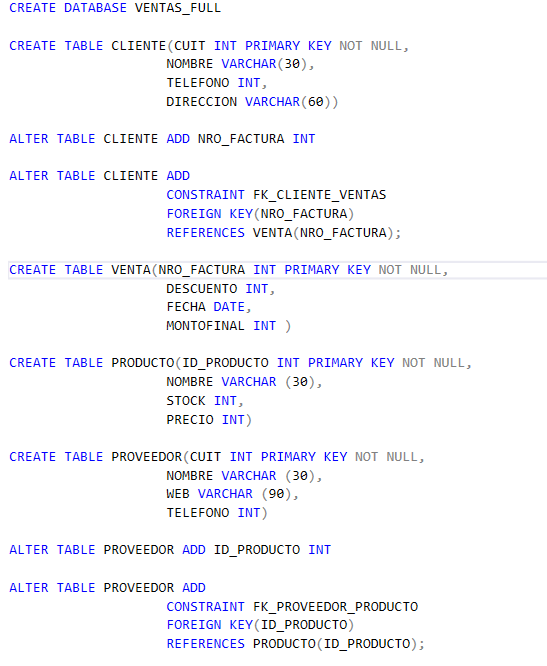 CREATE DATABASE VENTAS_FULL
CREATE TABLE CLIENTE(CUIT INT PRIMARY KEY NOT NULL,
NOMBRE VARCHAR(30),
TELEFONO INT,
DIRECCION VARCHAR(60))
ALTER TABLE CLIENTE ADD NRO_FACTURA INT
ALTER TABLE CLIENTE ADD
CONSTRAINT FK_CLIENTE_VENTAS
FOREIGN KEY(NRO_FACTURA)
REFERENCES VENTA(NRO_FACTURA);
CREATE TABLE VENTA(NRO_FACTURA INT PRIMARY KEY NOT NULL,
DESCUENTO INT,
FECHA DATE,
MONTOFINAL INT )
CREATE TABLE PRODUCTO(ID_PRODUCTO INT PRIMARY KEY NOT NULL,
NOMBRE VARCHAR (30),
STOCK INT,
PRECIO INT)
CREATE TABLE PROVEEDOR(CUIT INT PRIMARY KEY NOT NULL,
NOMBRE VARCHAR (30),
WEB VARCHAR (90),
TELEFONO INT)
ALTER TABLE PROVEEDOR ADD ID_PRODUCTO INT
ALTER TABLE PROVEEDOR ADD
CONSTRAINT FK_PROVEEDOR_PRODUCTO
FOREIGN KEY(ID_PRODUCTO)
REFERENCES PRODUCTO(ID_PRODUCTO);